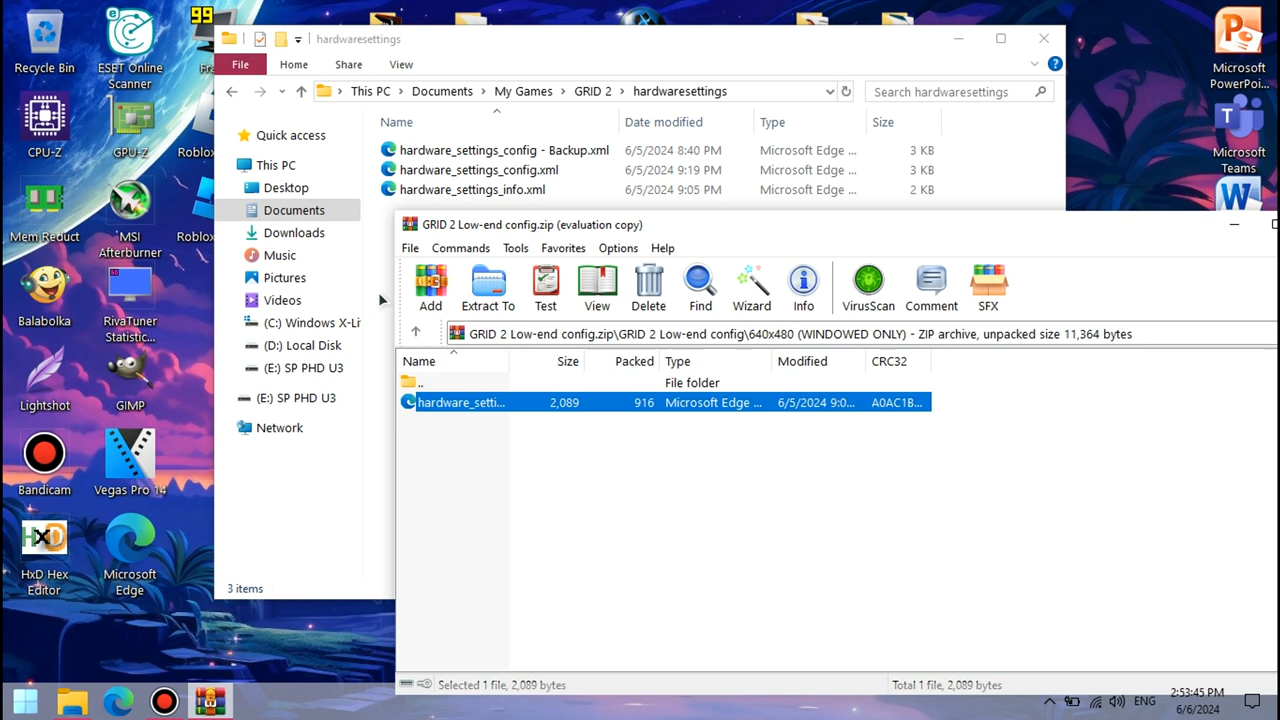 99
Recycle Bin
ESET Online
Scanner
Fra
CPU-Z
GPU-Z
Roblox
Mem Reduct
MSI
Afterburner
Roblox
Balabolka
RivaTuner
Statistic...
Lightshot
GIMP
Bandicam
Vegas Pro 14
HxD Hex
Editor
Microsoft
Edge
Microsoft
PowerPoi...
Microsoft
Teams
hardwaresettings
File Home Share View
This PC > Documents > My Games > GRID 2 > hardwaresettings
Search hardwaresettings
Name Date modified Type Size
hardware_settings_config - Backup.xml 6/5/2024 8:40 PM Microsoft Edge ... 3 KB
hardware_settings_config.xml 6/5/2024 9:19 PM Microsoft Edge ... 3 KB
hardware_settings_info.xml 6/5/2024 9:05 PM Microsoft Edge ... 2 KB
Quick access
This PC
Desktop
Documents
Downloads
Music
Pictures
Videos
(C:) Windows X-Li
(D:) Local Disk
(E:) SP PHD U3
(E:) SP PHD U3
Network
3 items
GRID 2 Low-end config.zip (evaluation copy)
File Commands Tools Favorites Options Help
Add Extract To Test View Delete Find Wizard Info VirusScan Comment SFX
GRID 2 Low-end config.zip\GRID 2 Low-end config\640x480 (WINDOWED ONLY) - ZIP archive, unpacked size 11,364 bytes
Name Size Packed Type Modified CRC32
.. File folder
hardware_setti... 2,089 916 Microsoft Edge ... 6/5/2024 9:0... A0AC1B...
Selected 1 file, 2,089 bytes
Total 1 file, 2,089 bytes
ENG
2:53:45 PM
6/6/2024